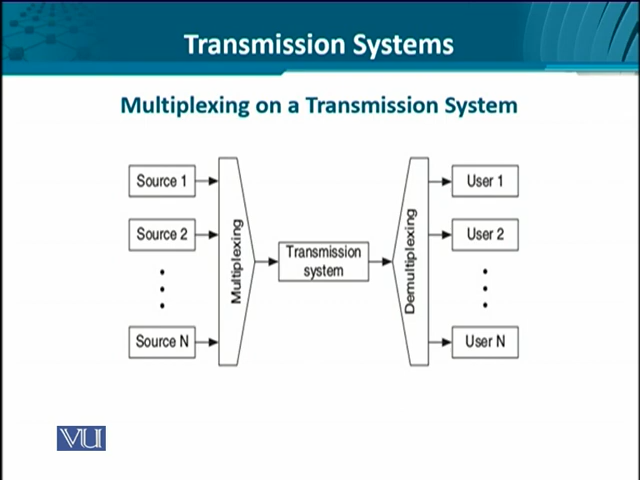 Transmission Systems
Multiplexing on a Transmission System
Source 1
Source 2
Source N
Multiplexing
Transmission
system
Demultiplexing
User 1
User 2
User N
VU